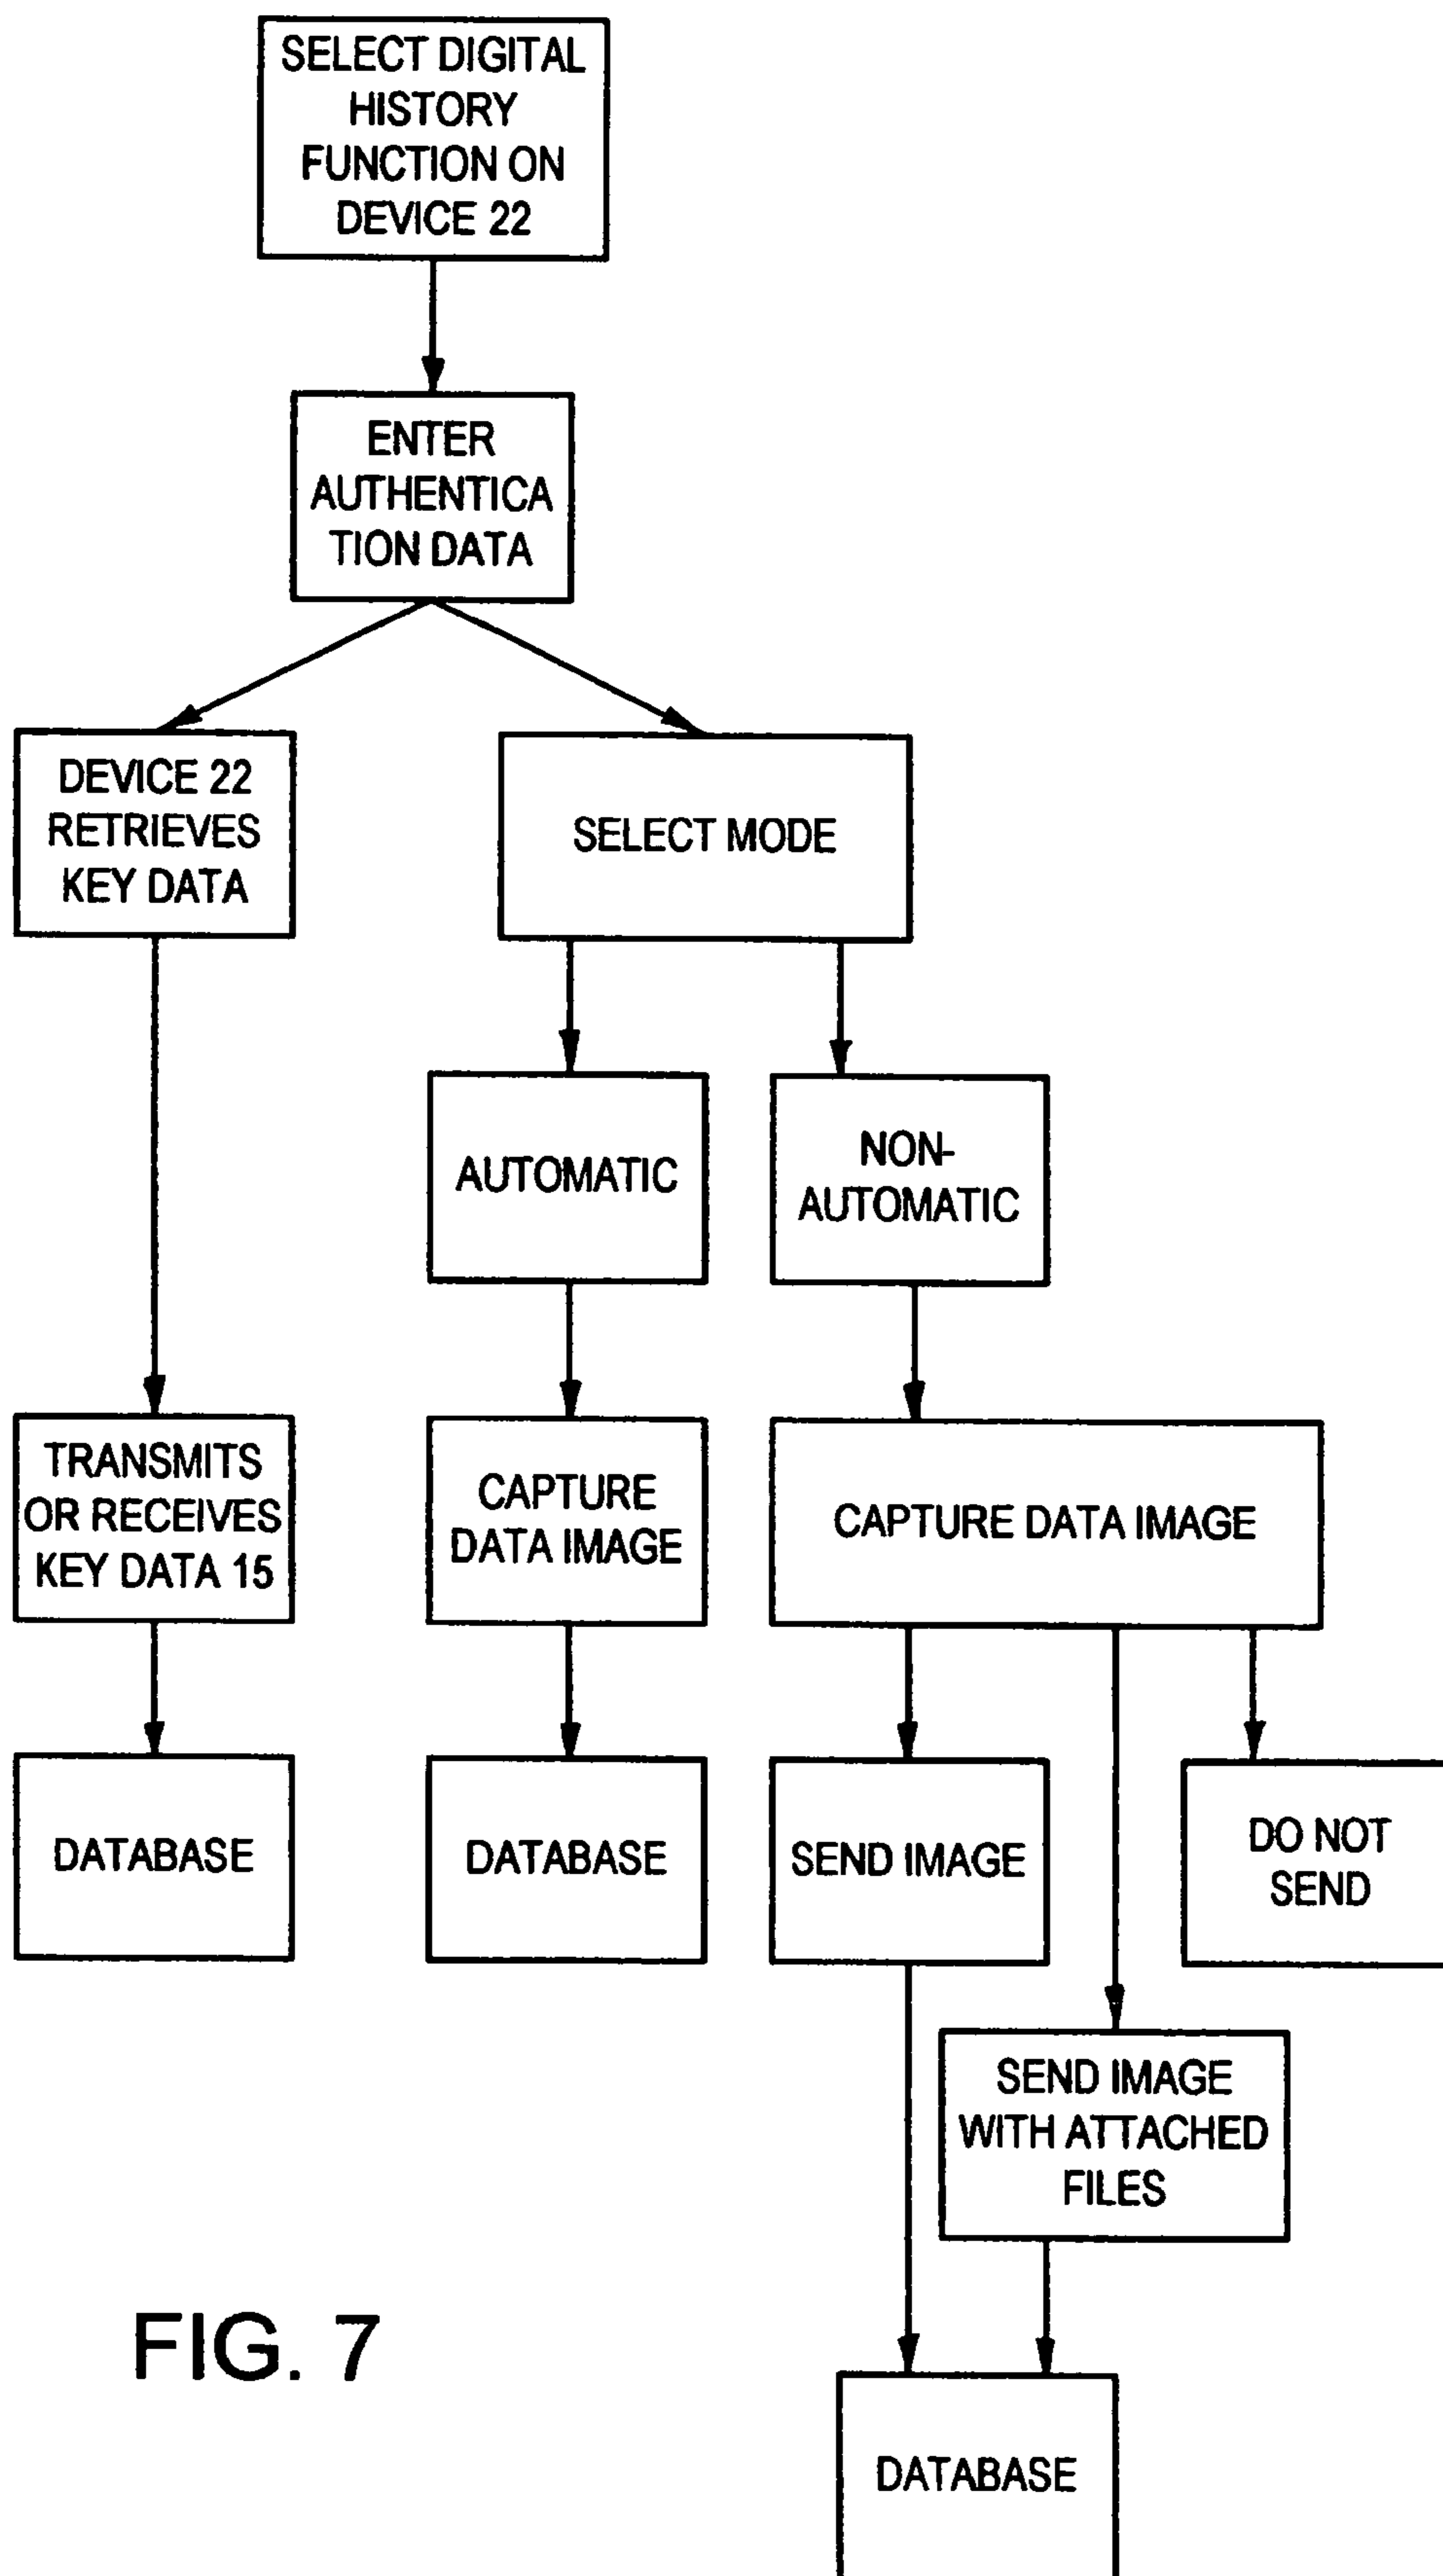 SELECT DIGITAL
HISTORY
FUNCTION ON
DEVICE 22
ENTER
AUTHENTICA
TION DATA
DEVICE 22
RETRIEVES
KEY DATA
SELECT MODE
AUTOMATIC
NON-
AUTOMATIC
TRANSMITS
OR RECEIVES
KEY DATA 15
CAPTURE
DATA IMAGE
CAPTURE DATA IMAGE
DATABASE
DATABASE
SEND IMAGE
DO NOT
SEND
SEND IMAGE
WITH ATTACHED
FILES
FIG. 7
DATABASE